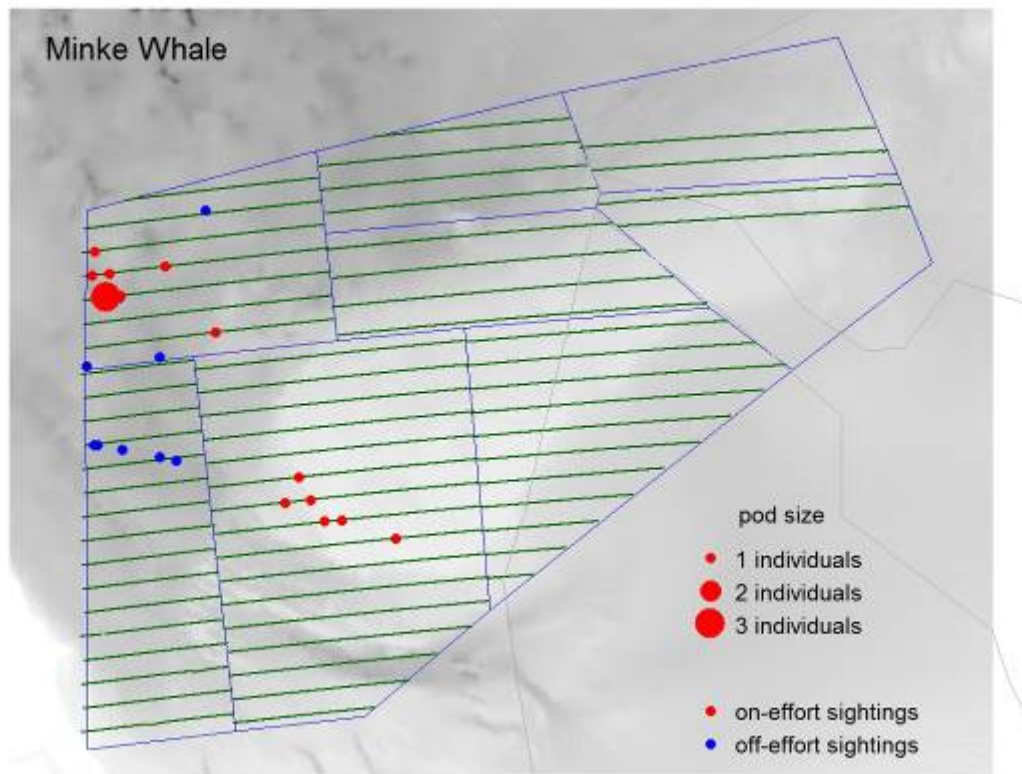 Minke Whale
pod size
1 individuals
2 individuals
3 individuals
on-effort sightings
off-effort sightings